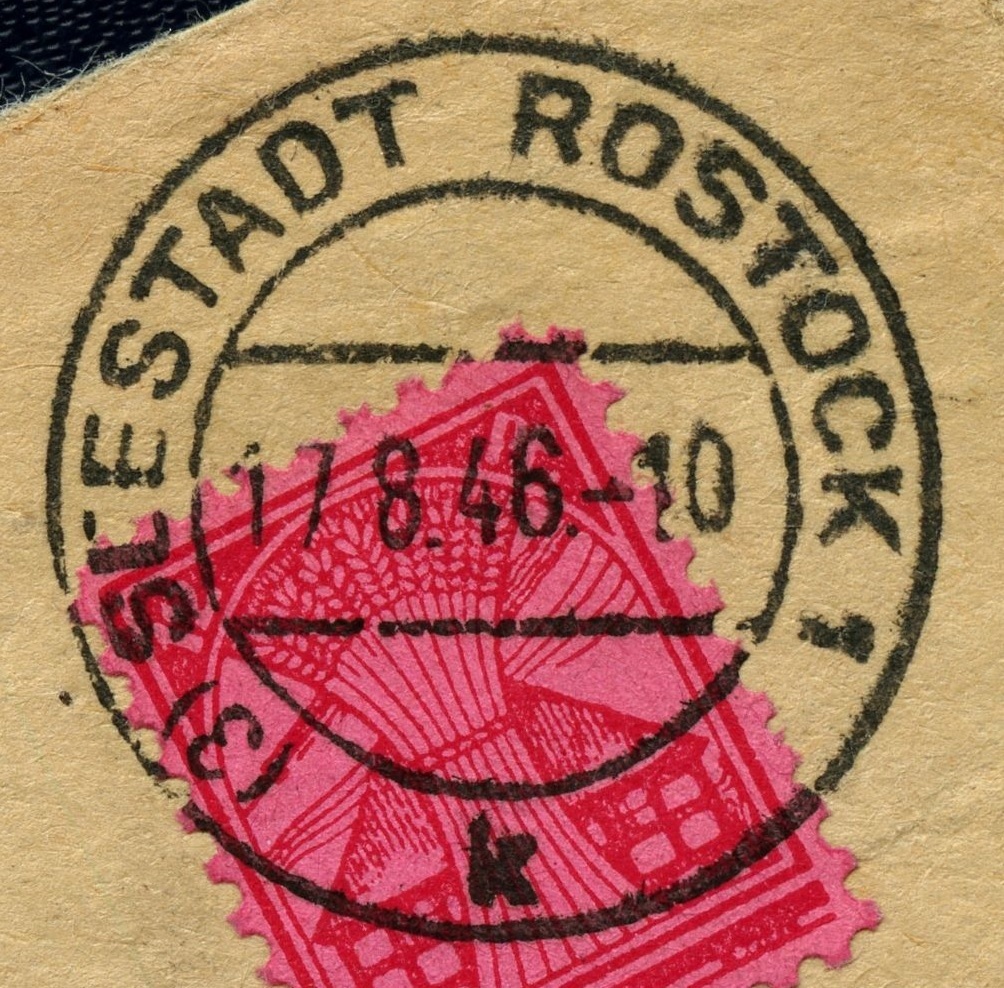 (3) SEESTADT ROSTOCK 1
17 8.46.-10
k